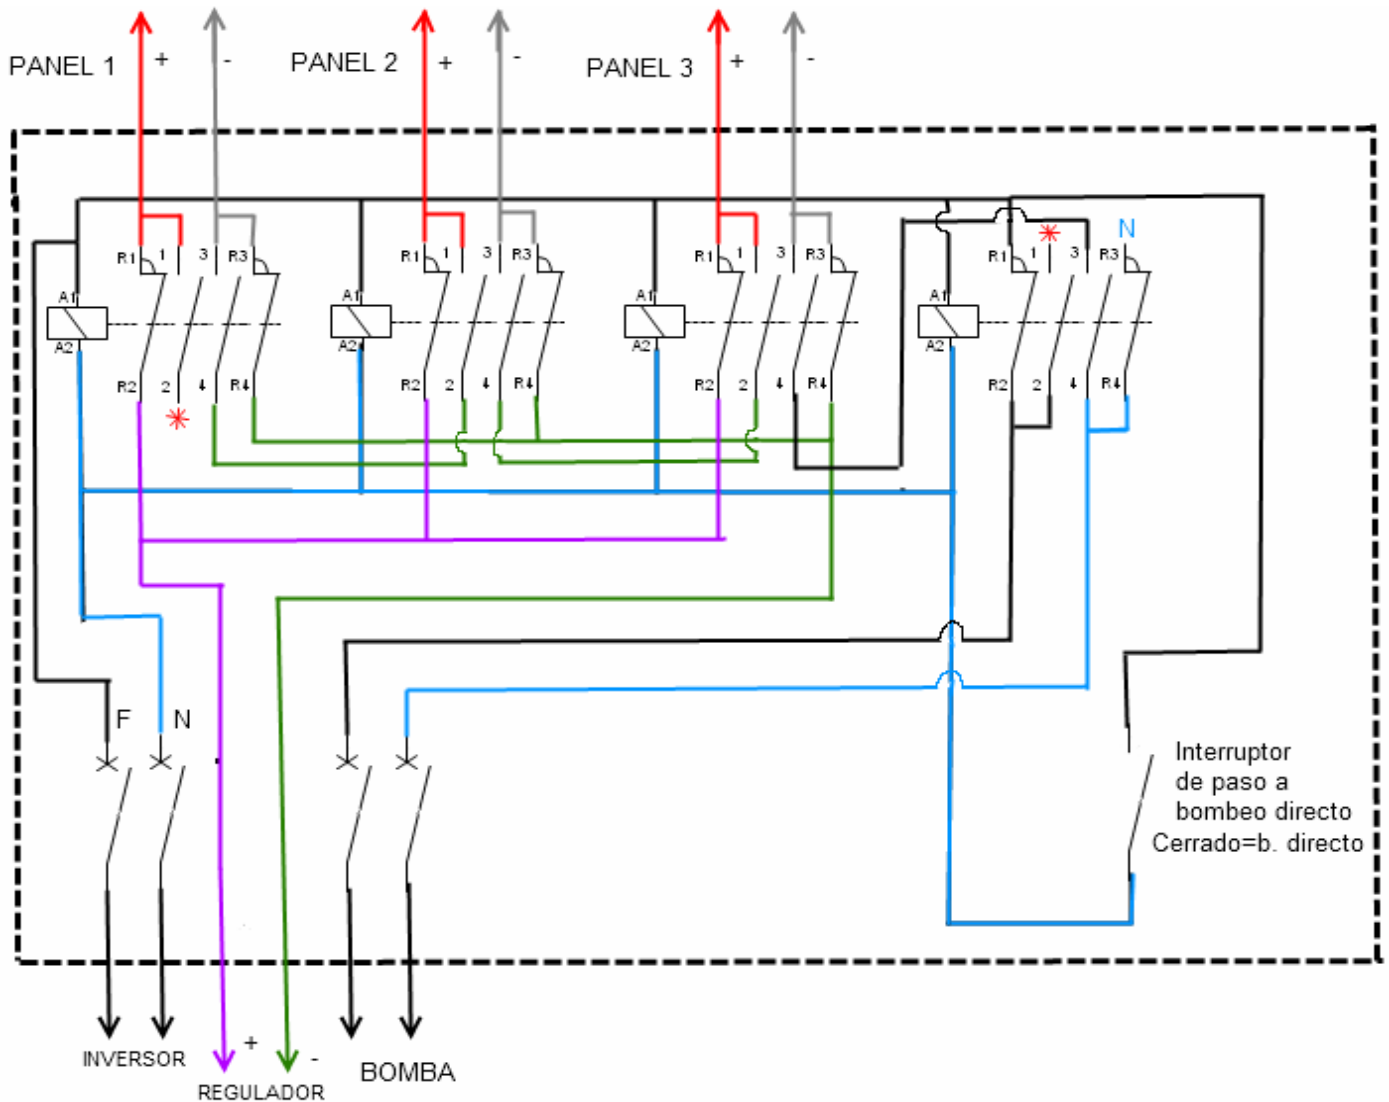 PANEL 1 + - PANEL 2 + - PANEL 3 + -
R1 1 3 R3 R1 1 3 R3 R1 1 3 R3 R1 1 3 R3 N
A1 A1 A1 A1
A2 A2 A2 A2
R2 2 4 R4 R2 2 4 R4 R2 2 4 R4 R2 2 4 R4
F N
Interruptor
de paso a
bombeo directo
Cerrado=b. directo
INVERSOR + - BOMBA
REGULADOR